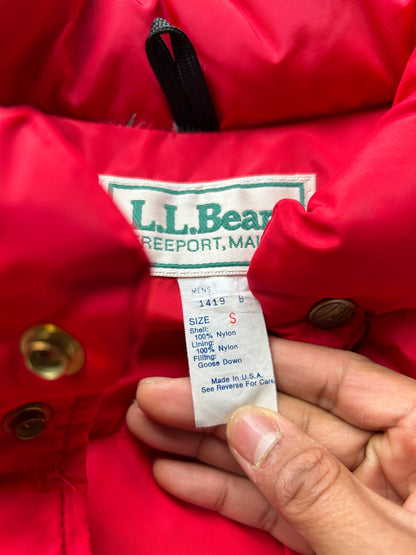 L.L.Bean
FREEPORT, MAI
MENS
1419 B
SIZE S
Shell:
100% Nylon
Lining:
100% Nylon
Filling:
Goose Down
Made in U.S.A.
See Reverse For Care